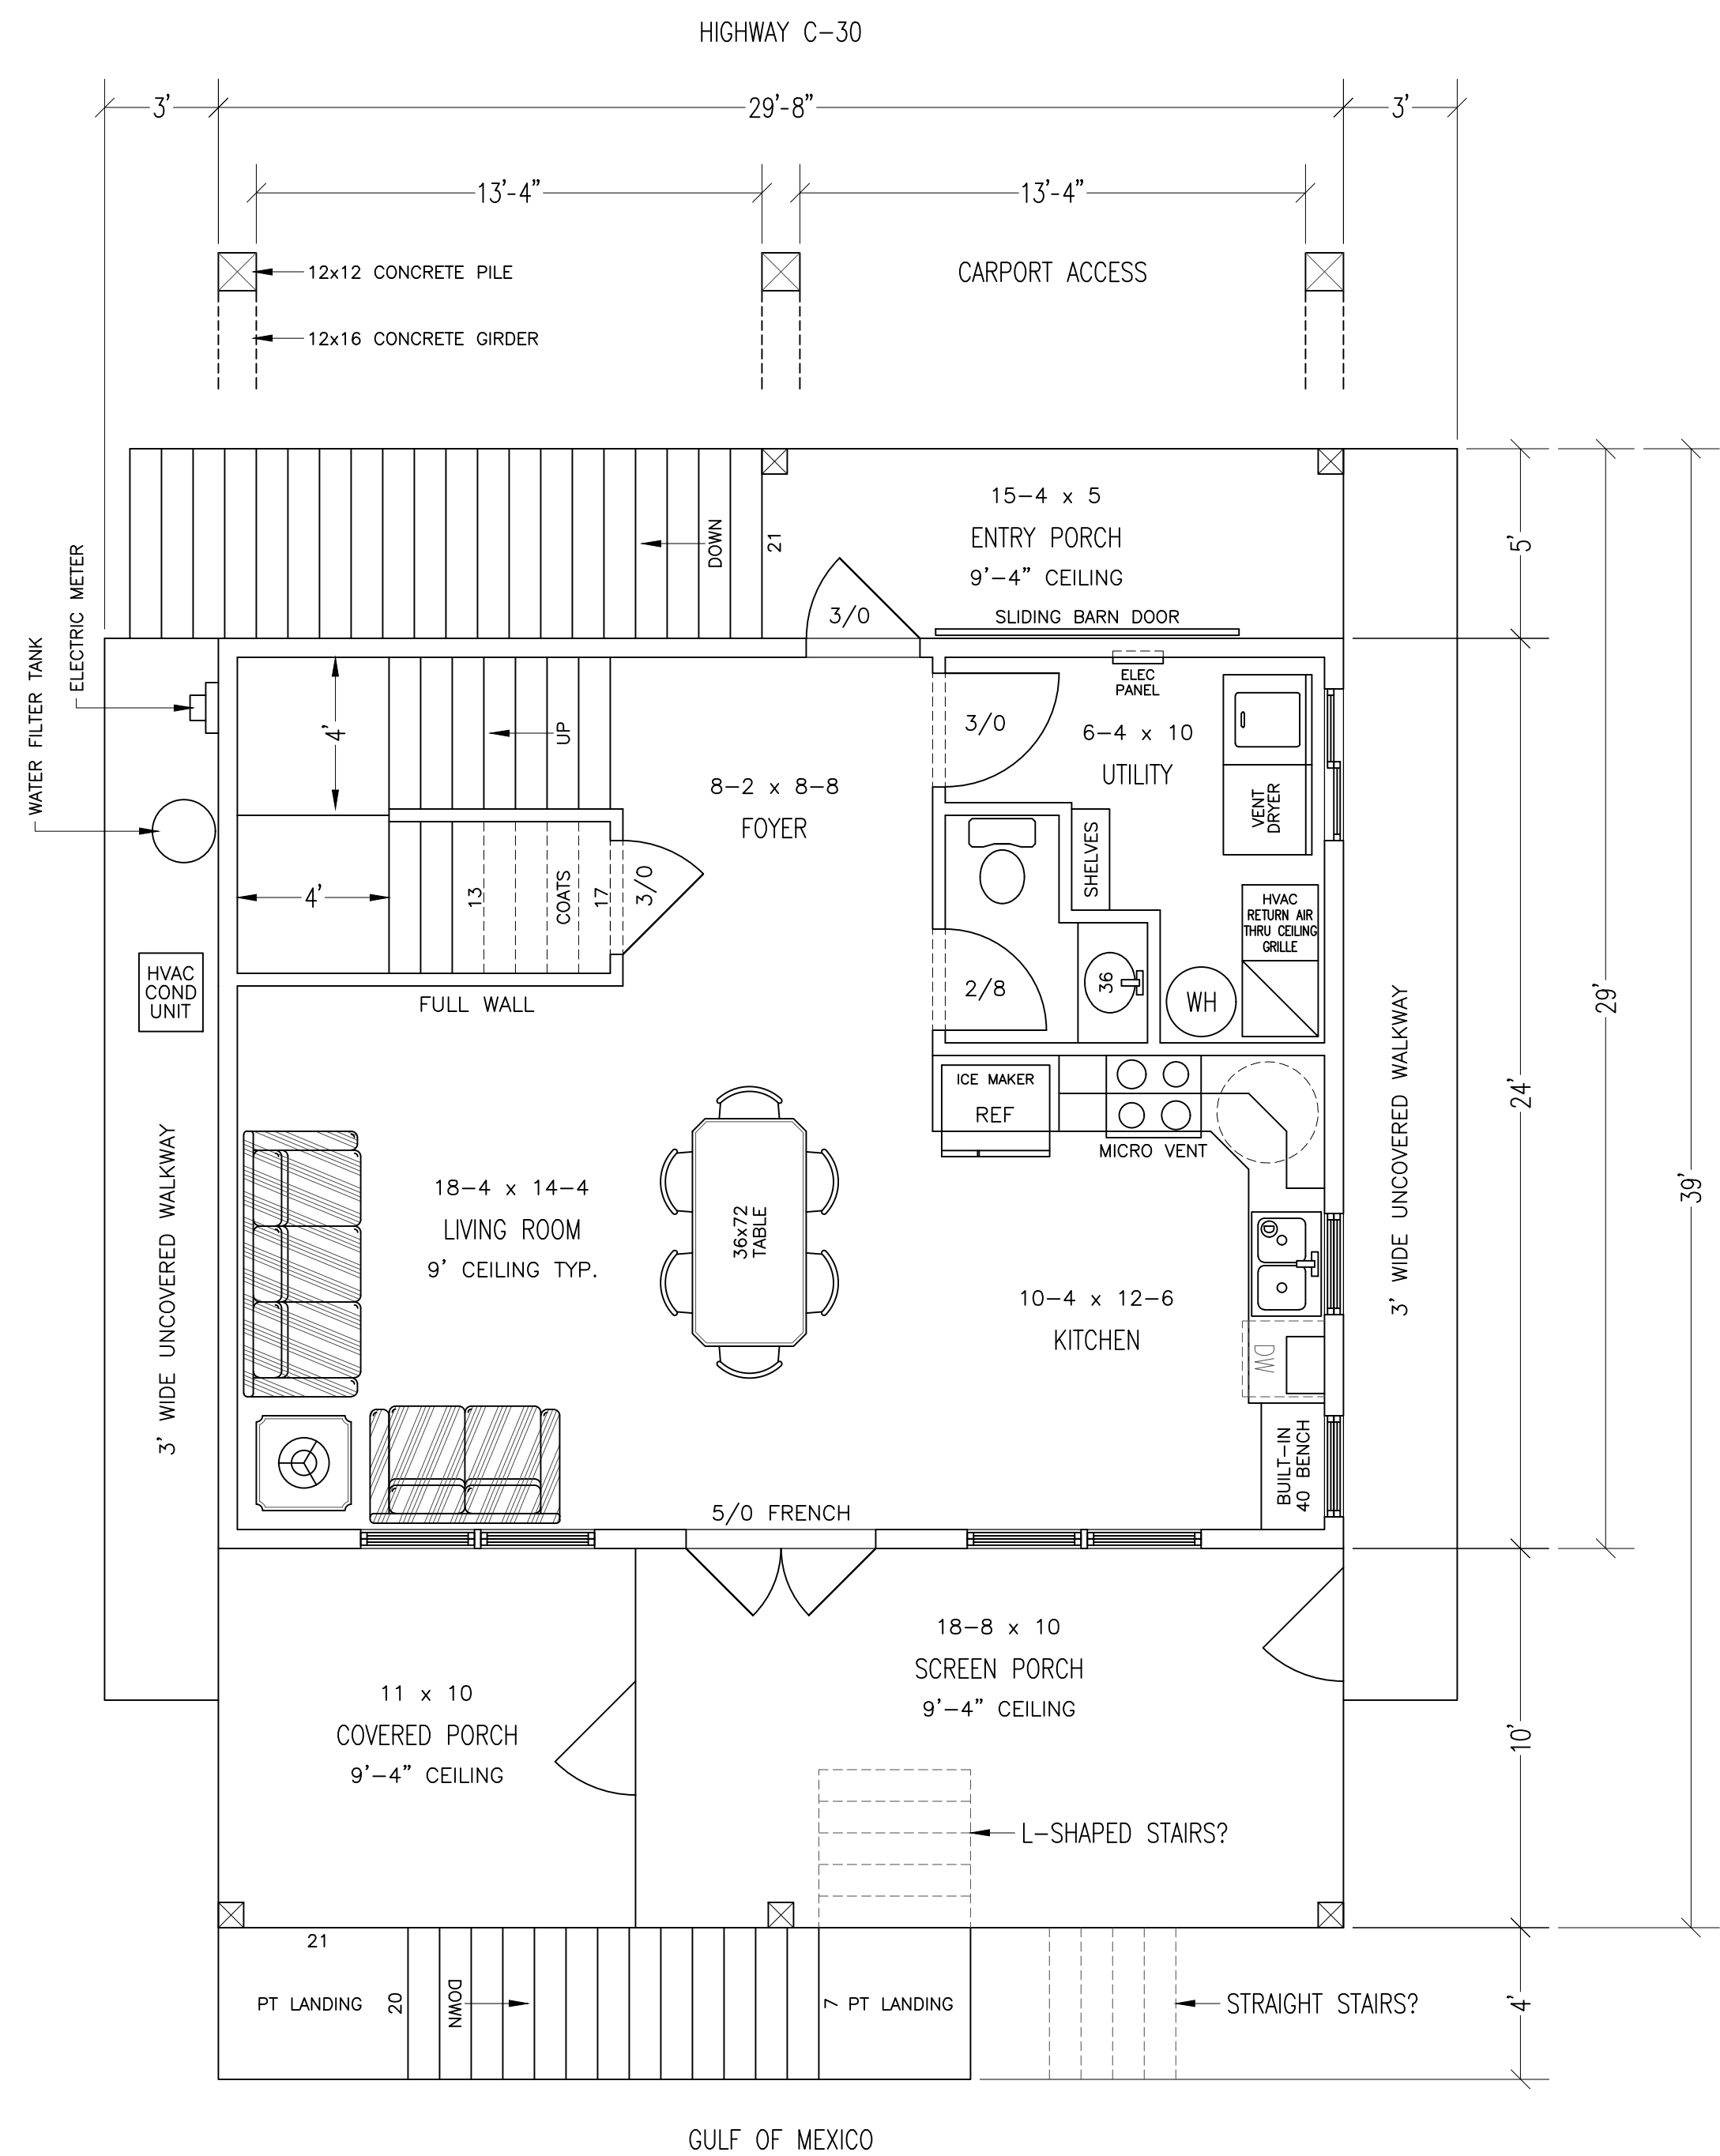 HIGHWAY C-30
3'
29'-8"
3'
13'-4"
13'-4"
12x12 CONCRETE PILE
CARPORT ACCESS
12x16 CONCRETE GIRDER
15-4 x 5
ENTRY PORCH
9'-4" CEILING
DOWN
21
5'
3/0
SLIDING BARN DOOR
ELECTRIC METER
WATER FILTER TANK
ELEC
PANEL
4'
UP
3/0
6-4 x 10
UTILITY
8-2 x 8-8
FOYER
VENT
DRYER
SHELVES
4'
13
COATS
17
3/0
HVAC
RETURN AIR
THRU CEILING
GRILLE
HVAC
COND
UNIT
FULL WALL
2/8
36
WH
29'
24'
39'
3' WIDE UNCOVERED WALKWAY
3' WIDE UNCOVERED WALKWAY
ICE MAKER
REF
MICRO VENT
18-4 x 14-4
LIVING ROOM
9' CEILING TYP.
36x72
TABLE
10-4 x 12-6
KITCHEN
DW
BUILT-IN
40 BENCH
5/0 FRENCH
18-8 x 10
SCREEN PORCH
9'-4" CEILING
11 x 10
COVERED PORCH
9'-4" CEILING
10'
L-SHAPED STAIRS?
21
PT LANDING
20
DOWN
7
PT LANDING
STRAIGHT STAIRS?
4'
GULF OF MEXICO